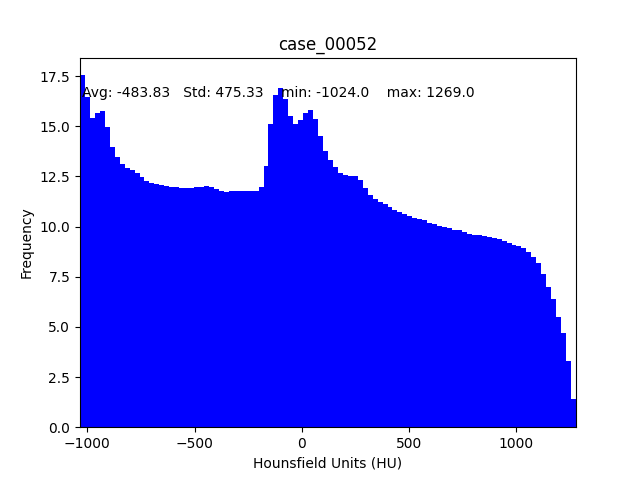 case_00052
Avg: -483.83 Std: 475.33 min: -1024.0 max: 1269.0
17.5
15.0
12.5
10.0
7.5
5.0
2.5
0.0
Frequency
−1000 −500 0 500 1000
Hounsfield Units (HU)